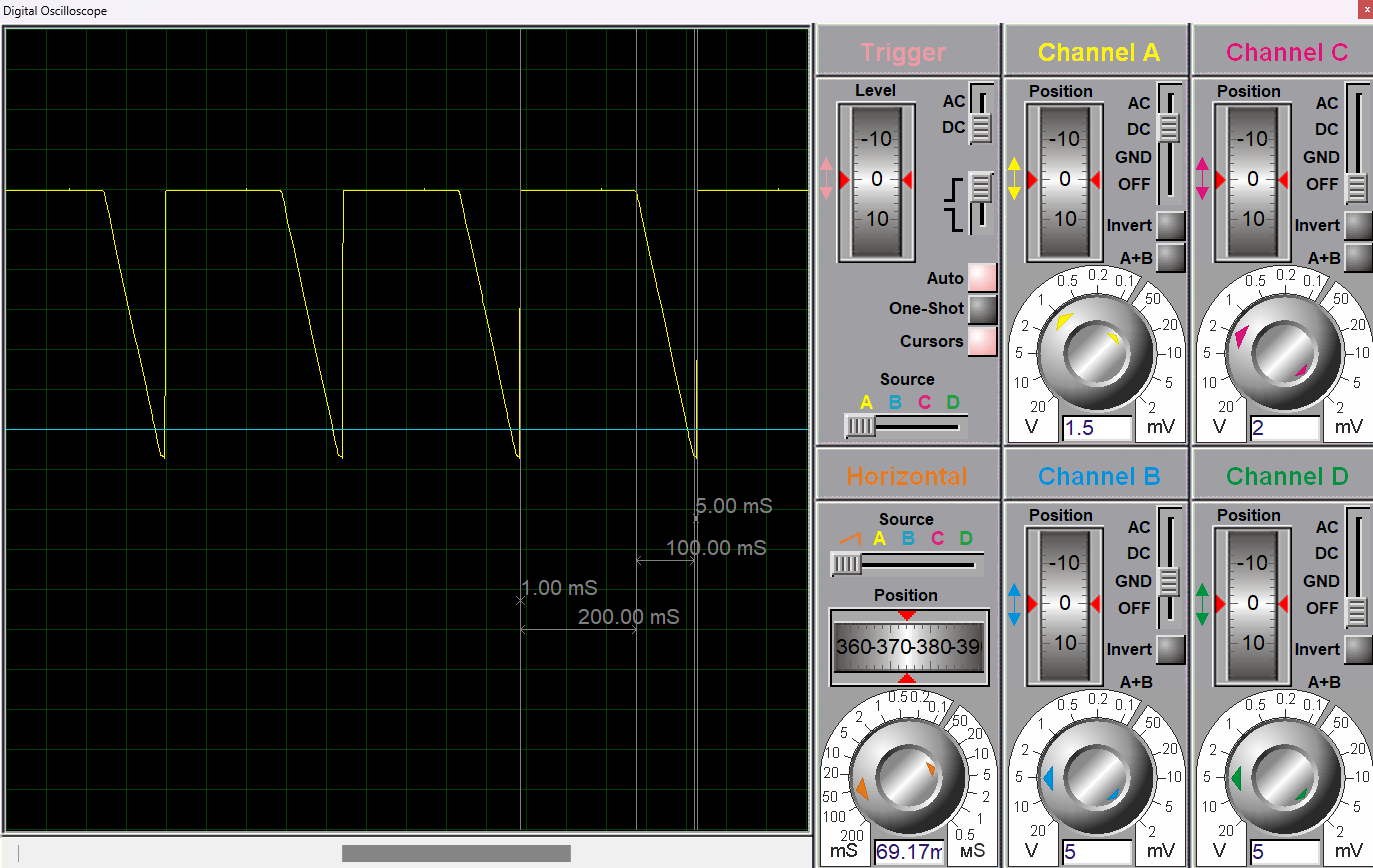 Digital Oscilloscope
x
5.00 mS
100.00 mS
1.00 mS
200.00 mS
Trigger
Level
-10
0
10
AC
DC
Auto
One-Shot
Cursors
Source
A B C D
Channel A
Position
-10
0
10
AC
DC
GND
OFF
Invert
A+B
20 10 5 2 1 0.5 0.2 0.1 50 20 10 5 2
V 1.5 mV
Channel C
Position
-10
0
10
AC
DC
GND
OFF
Invert
A+B
20 10 5 2 1 0.5 0.2 0.1 50 20 10 5 2
V 2 mV
Horizontal
Source
A B C D
Position
360-370-380-390
200 100 50 20 10 5 2 1 0.5 0.2 0.1 50 20 10 5 2 1 0.5
mS 69.17m мS
Channel B
Position
-10
0
10
AC
DC
GND
OFF
Invert
A+B
20 10 5 2 1 0.5 0.2 0.1 50 20 10 5 2
V 5 mV
Channel D
Position
-10
0
10
AC
DC
GND
OFF
Invert
A+B
20 10 5 2 1 0.5 0.2 0.1 50 20 10 5 2
V 5 mV